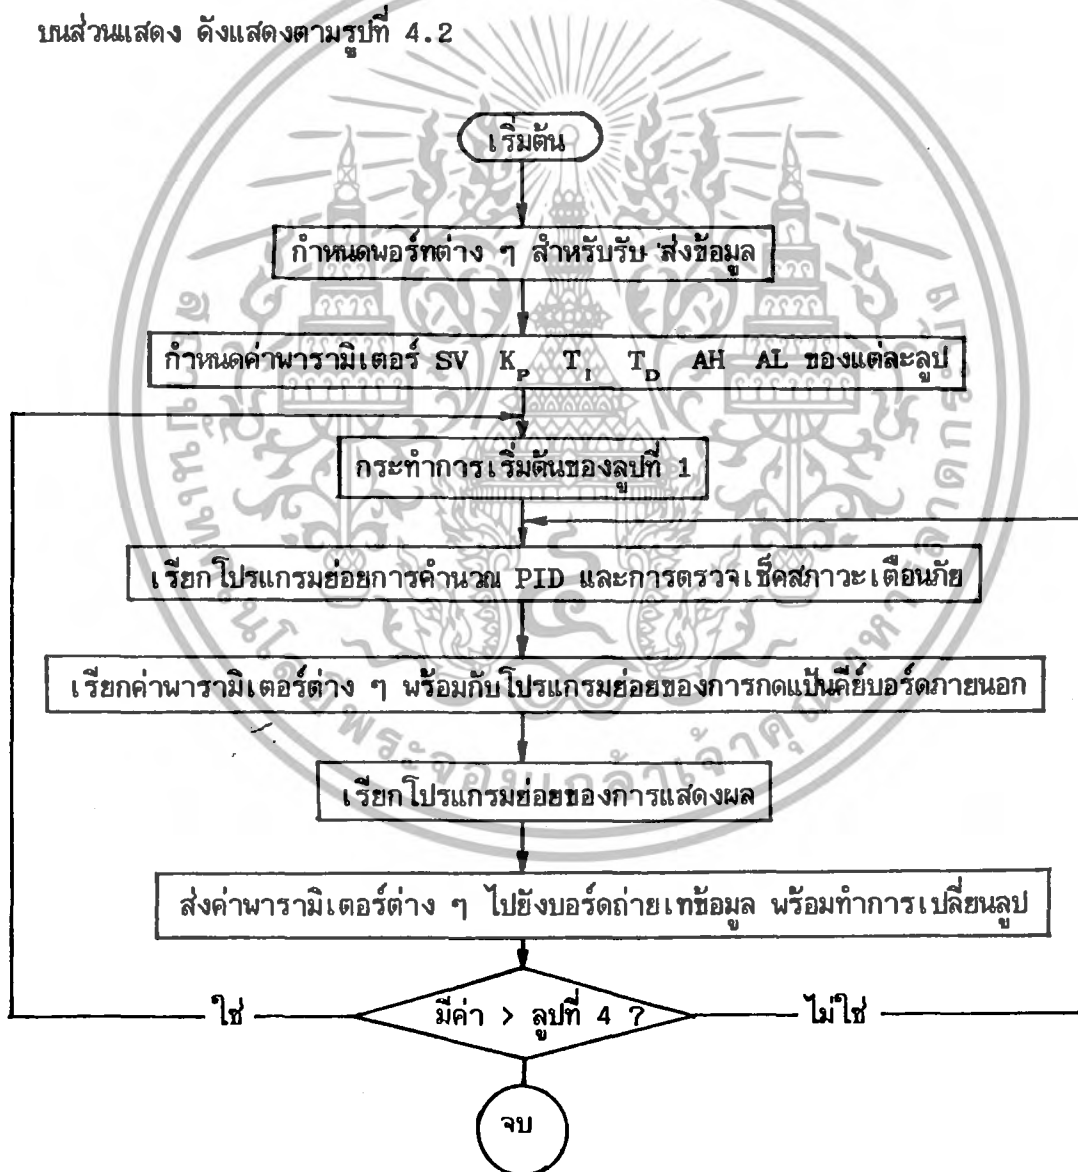 บนส่วนแสดง ดังแสดงตามรูปที่ 4.2
เริ่มต้น
กำหนดพอร์ทต่าง ๆ สำหรับรับ ส่งข้อมูล
กำหนดค่าพารามิเตอร์ SV K_P T_I T_D AH AL ของแต่ละลูป
กระทำการเริ่มต้นของลูปที่ 1
เรียกโปรแกรมย่อยการคำนวณ PID และการตรวจเช็คสภาวะเตือนภัย
เรียกค่าพารามิเตอร์ต่าง ๆ พร้อมกับโปรแกรมย่อยของการกดแป้นคีย์บอร์ดภายนอก
เรียกโปรแกรมย่อยของการแสดงผล
ส่งค่าพารามิเตอร์ต่าง ๆ ไปยังบอร์ดถ่ายเทข้อมูล พร้อมทำการเปลี่ยนลูป
ใช่ มีค่า > ลูปที่ 4 ? ไม่ใช่
จบ